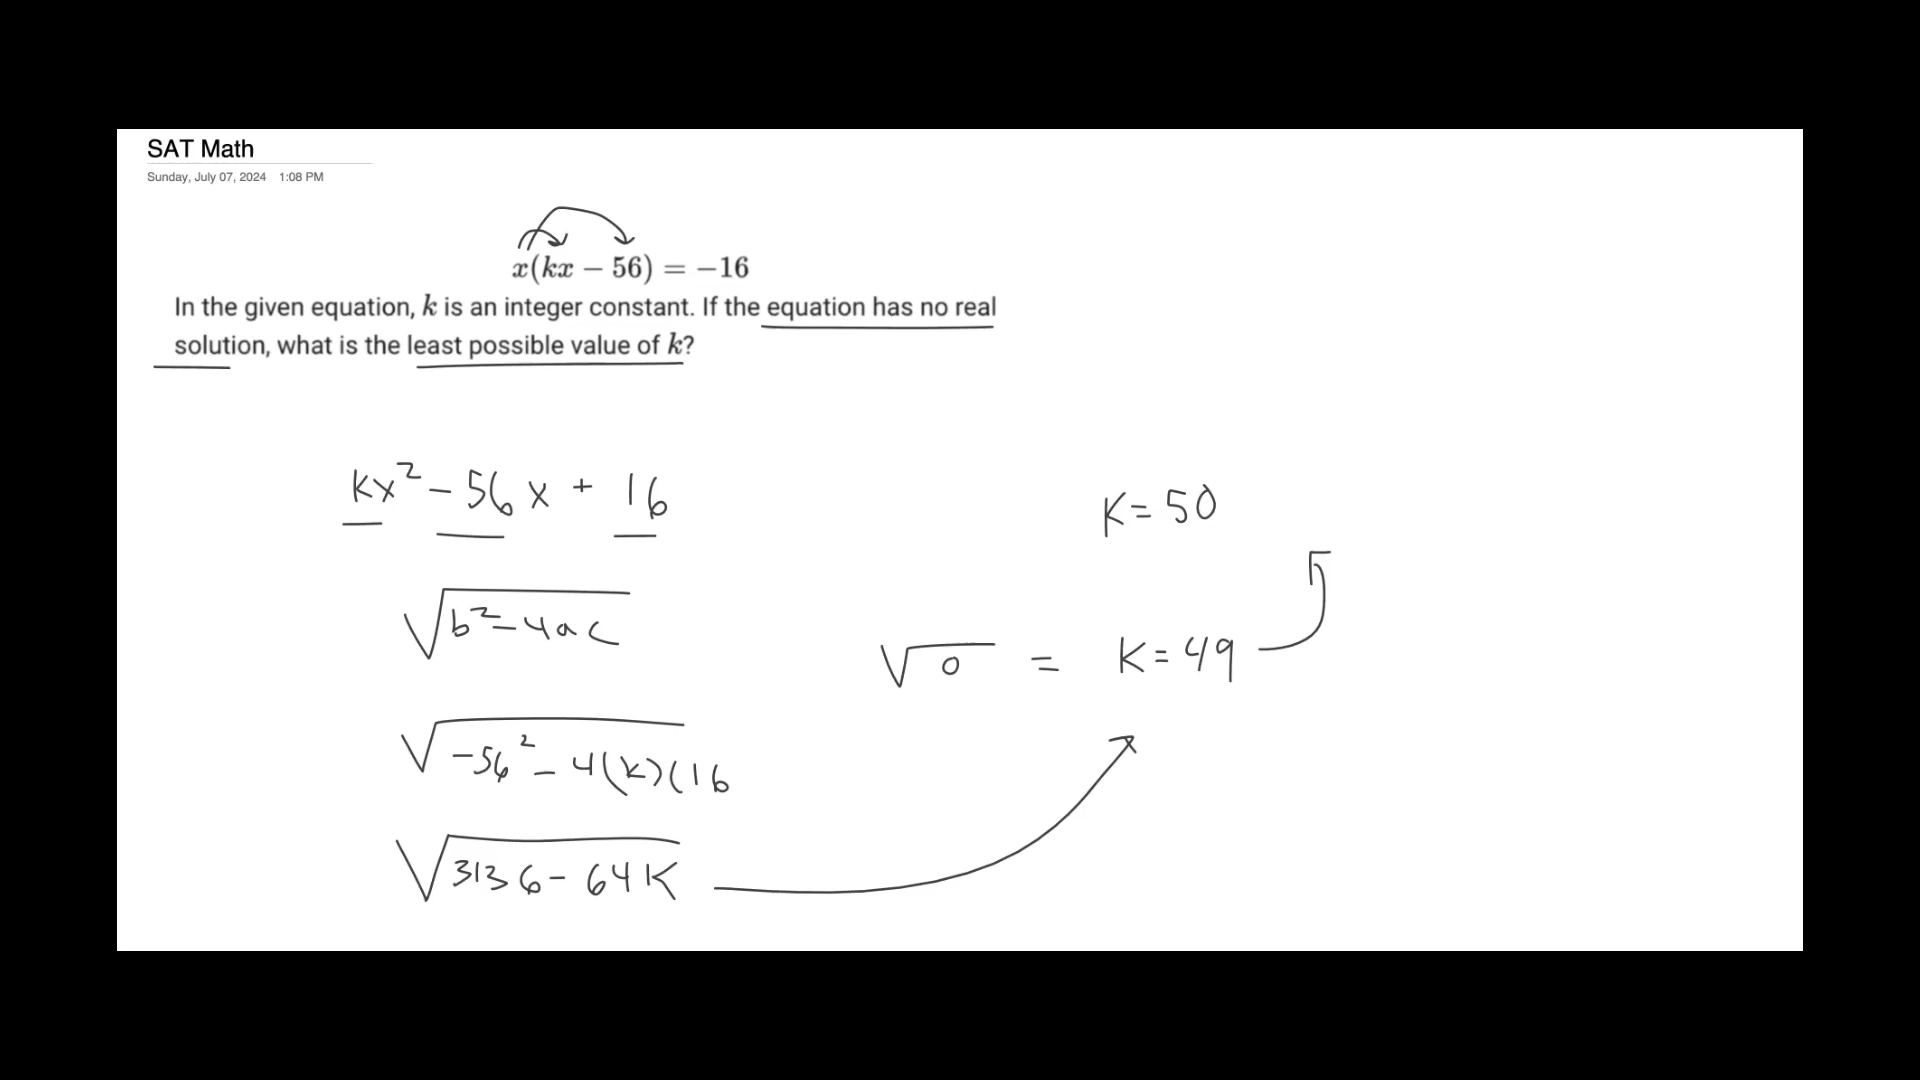 SAT Math
Sunday, July 07, 2024 1:08 PM
x(kx − 56) = −16
In the given equation, k is an integer constant. If the equation has no real
solution, what is the least possible value of k?
kx² − 56x + 16
K = 50
√b² − 4ac
√0 = K = 49
√−56² − 4(k)(16
√3136 − 64K